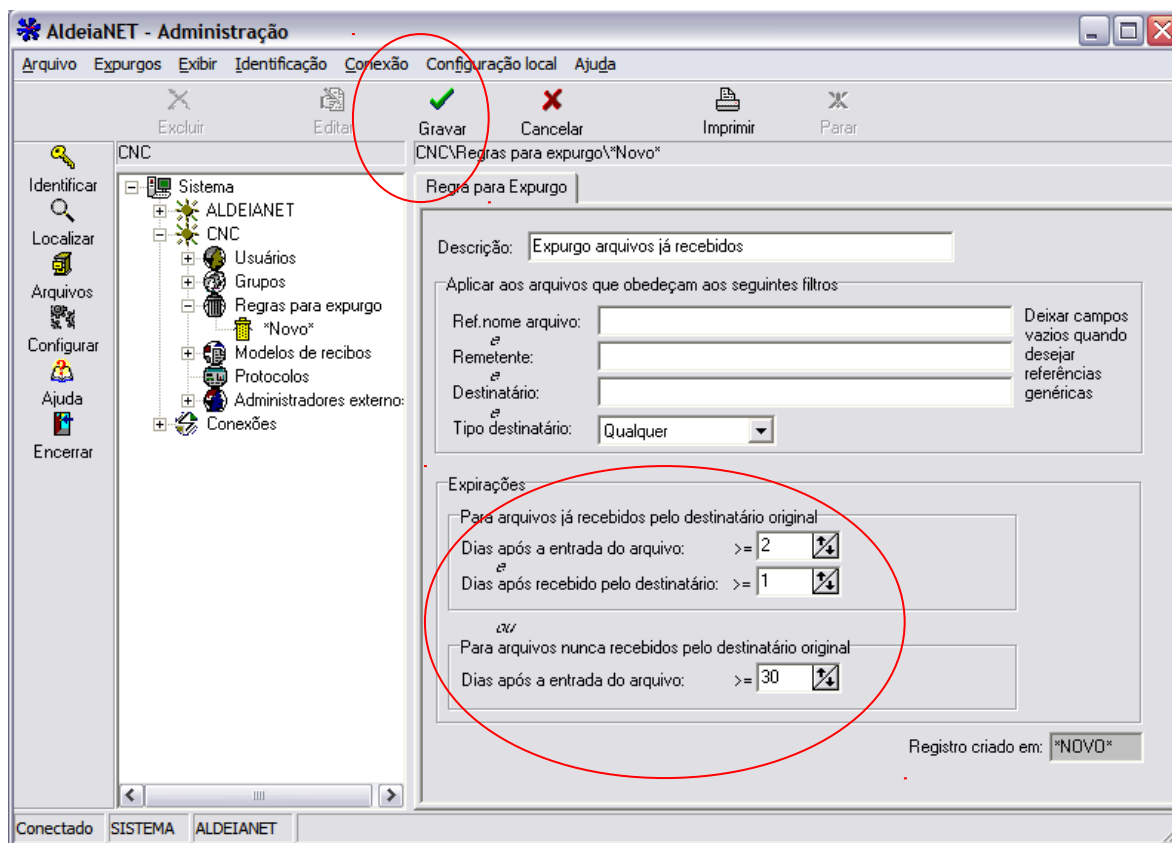 AldeiaNET - Administração
Arquivo Expurgos Exibir Identificação Conexão Configuração local Ajuda
Excluir Editar Gravar Cancelar Imprimir Parar
CNC
CNC\Regras para expurgo\*Novo*
Identificar
Localizar
Arquivos
Configurar
Ajuda
Encerrar
Sistema
ALDEIANET
CNC
Usuários
Grupos
Regras para expurgo
*Novo*
Modelos de recibos
Protocolos
Administradores externo
Conexões
Regra para Expurgo
Descrição: Expurgo arquivos já recebidos
Aplicar aos arquivos que obedeçam aos seguintes filtros
Ref.nome arquivo:
e
Remetente:
e
Destinatário:
e
Tipo destinatário: Qualquer
Deixar campos
vazios quando
desejar
referências
genéricas
Expirações
Para arquivos já recebidos pelo destinatário original
Dias após a entrada do arquivo: >= 2
e
Dias após recebido pelo destinatário: >= 1
ou
Para arquivos nunca recebidos pelo destinatário original
Dias após a entrada do arquivo: >= 30
Registro criado em: *NOVO*
Conectado SISTEMA ALDEIANET